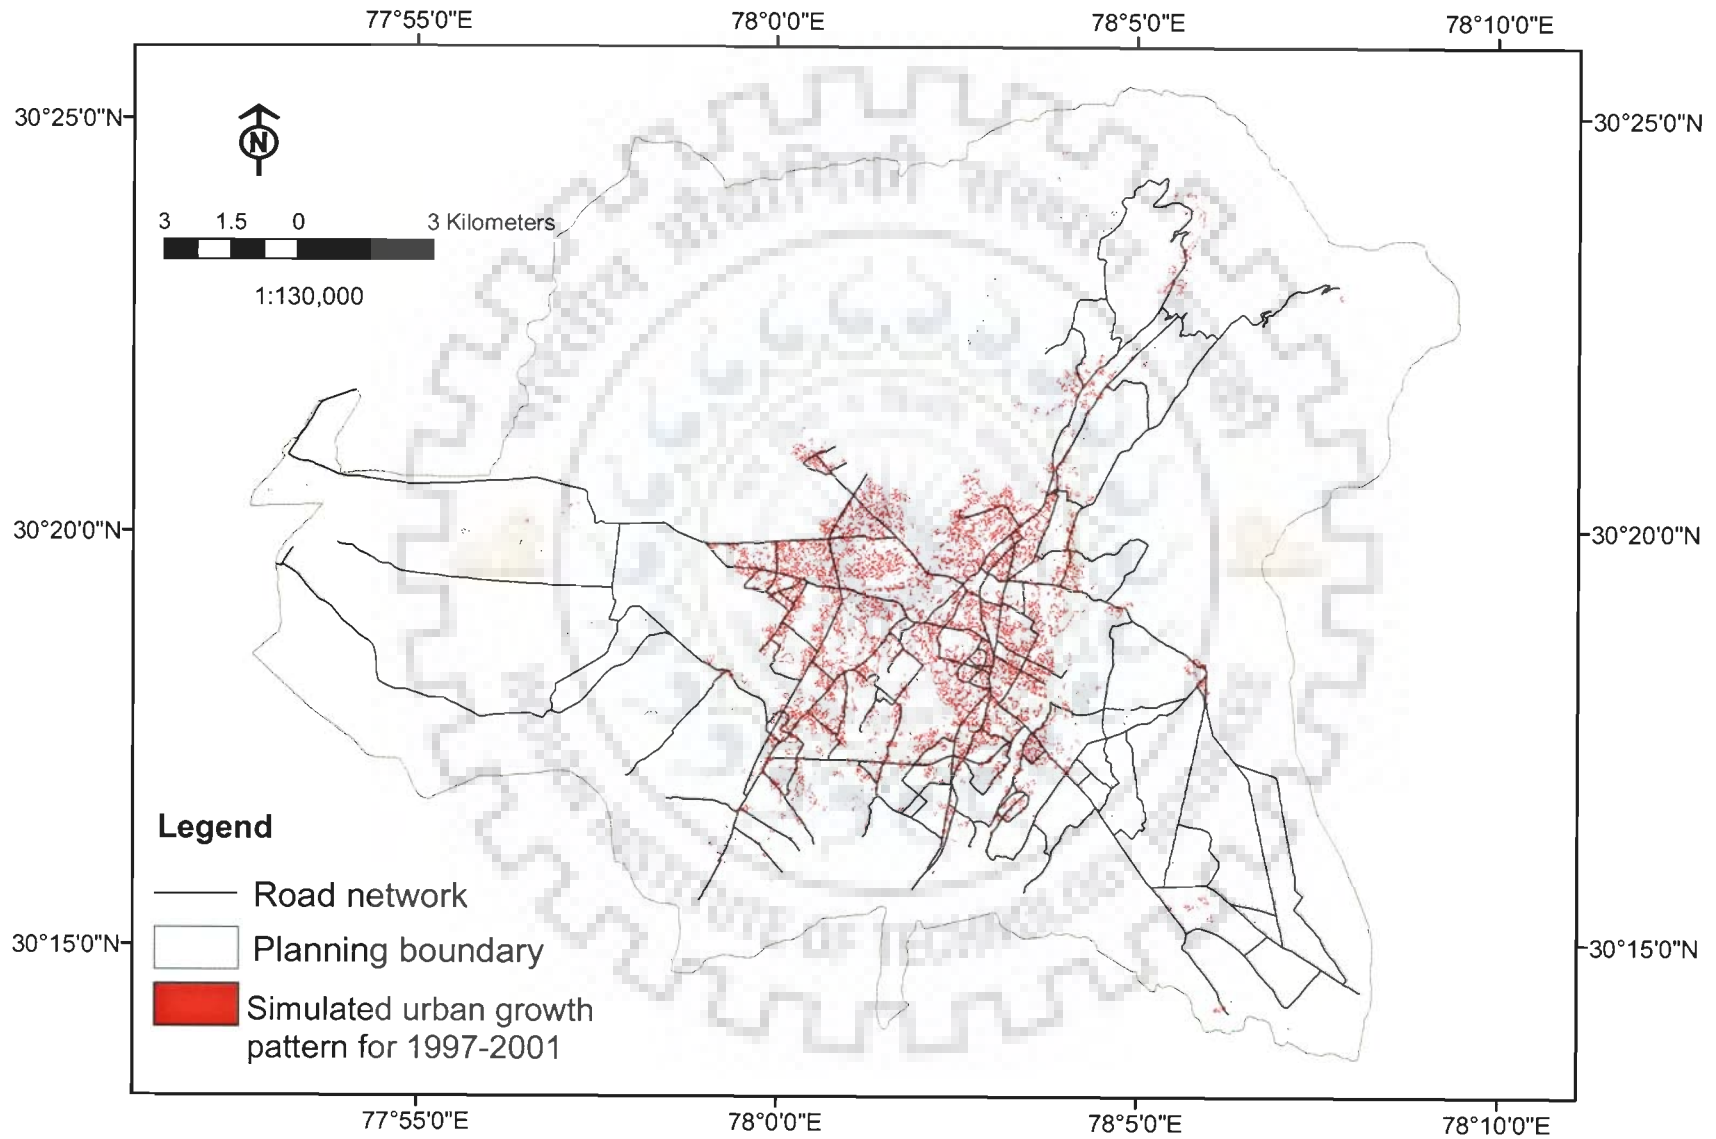 77°55'0"E 78°0'0"E 78°5'0"E 78°10'0"E
30°25'0"N 30°25'0"N
N
3 1.5 0 3 Kilometers
1:130,000
30°20'0"N 30°20'0"N
Legend
Road network
30°15'0"N 30°15'0"N
Planning boundary
Simulated urban growth
pattern for 1997-2001
77°55'0"E 78°0'0"E 78°5'0"E 78°10'0"E